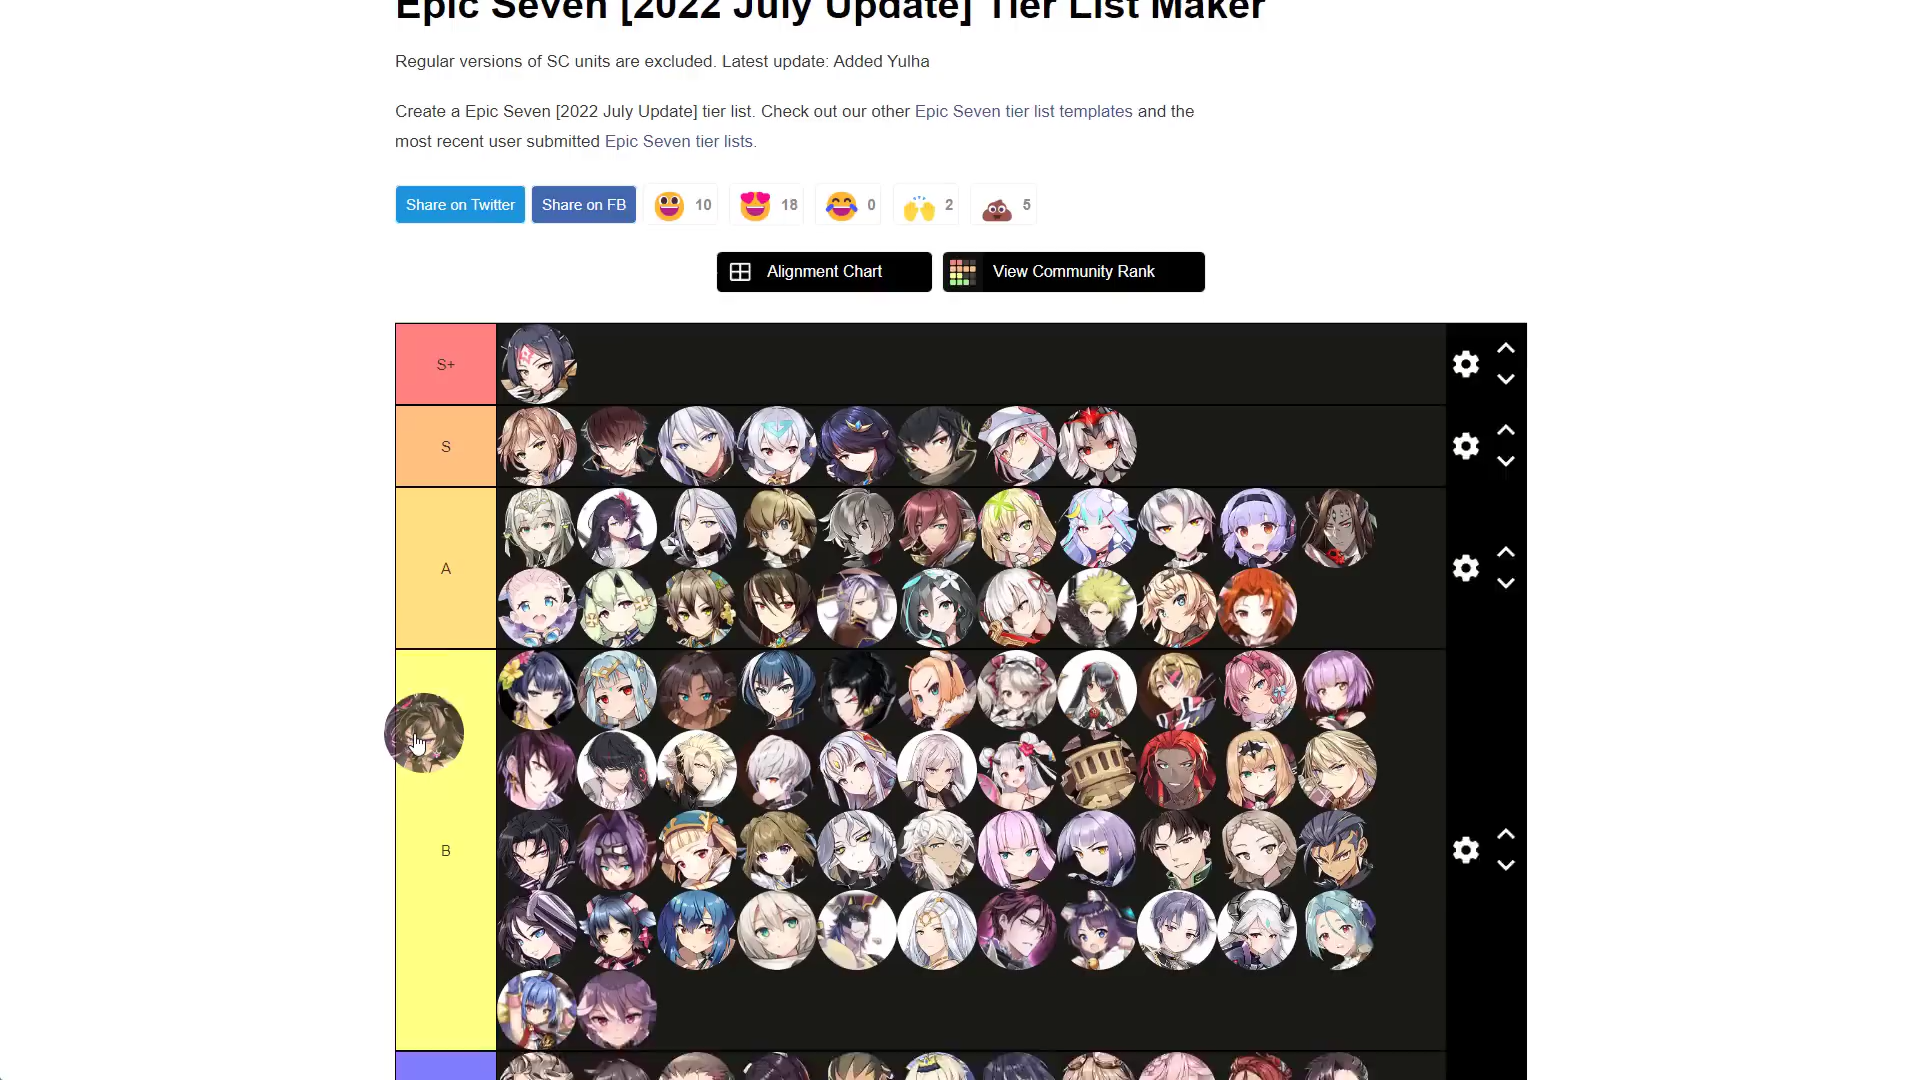 Epic Seven [2022 July Update] Tier List Maker
Regular versions of SC units are excluded. Latest update: Added Yulha
Create a Epic Seven [2022 July Update] tier list. Check out our other Epic Seven tier list templates and the
most recent user submitted Epic Seven tier lists.
Share on Twitter Share on FB 10 18 0 2 5
Alignment Chart View Community Rank
S+
S
A
B